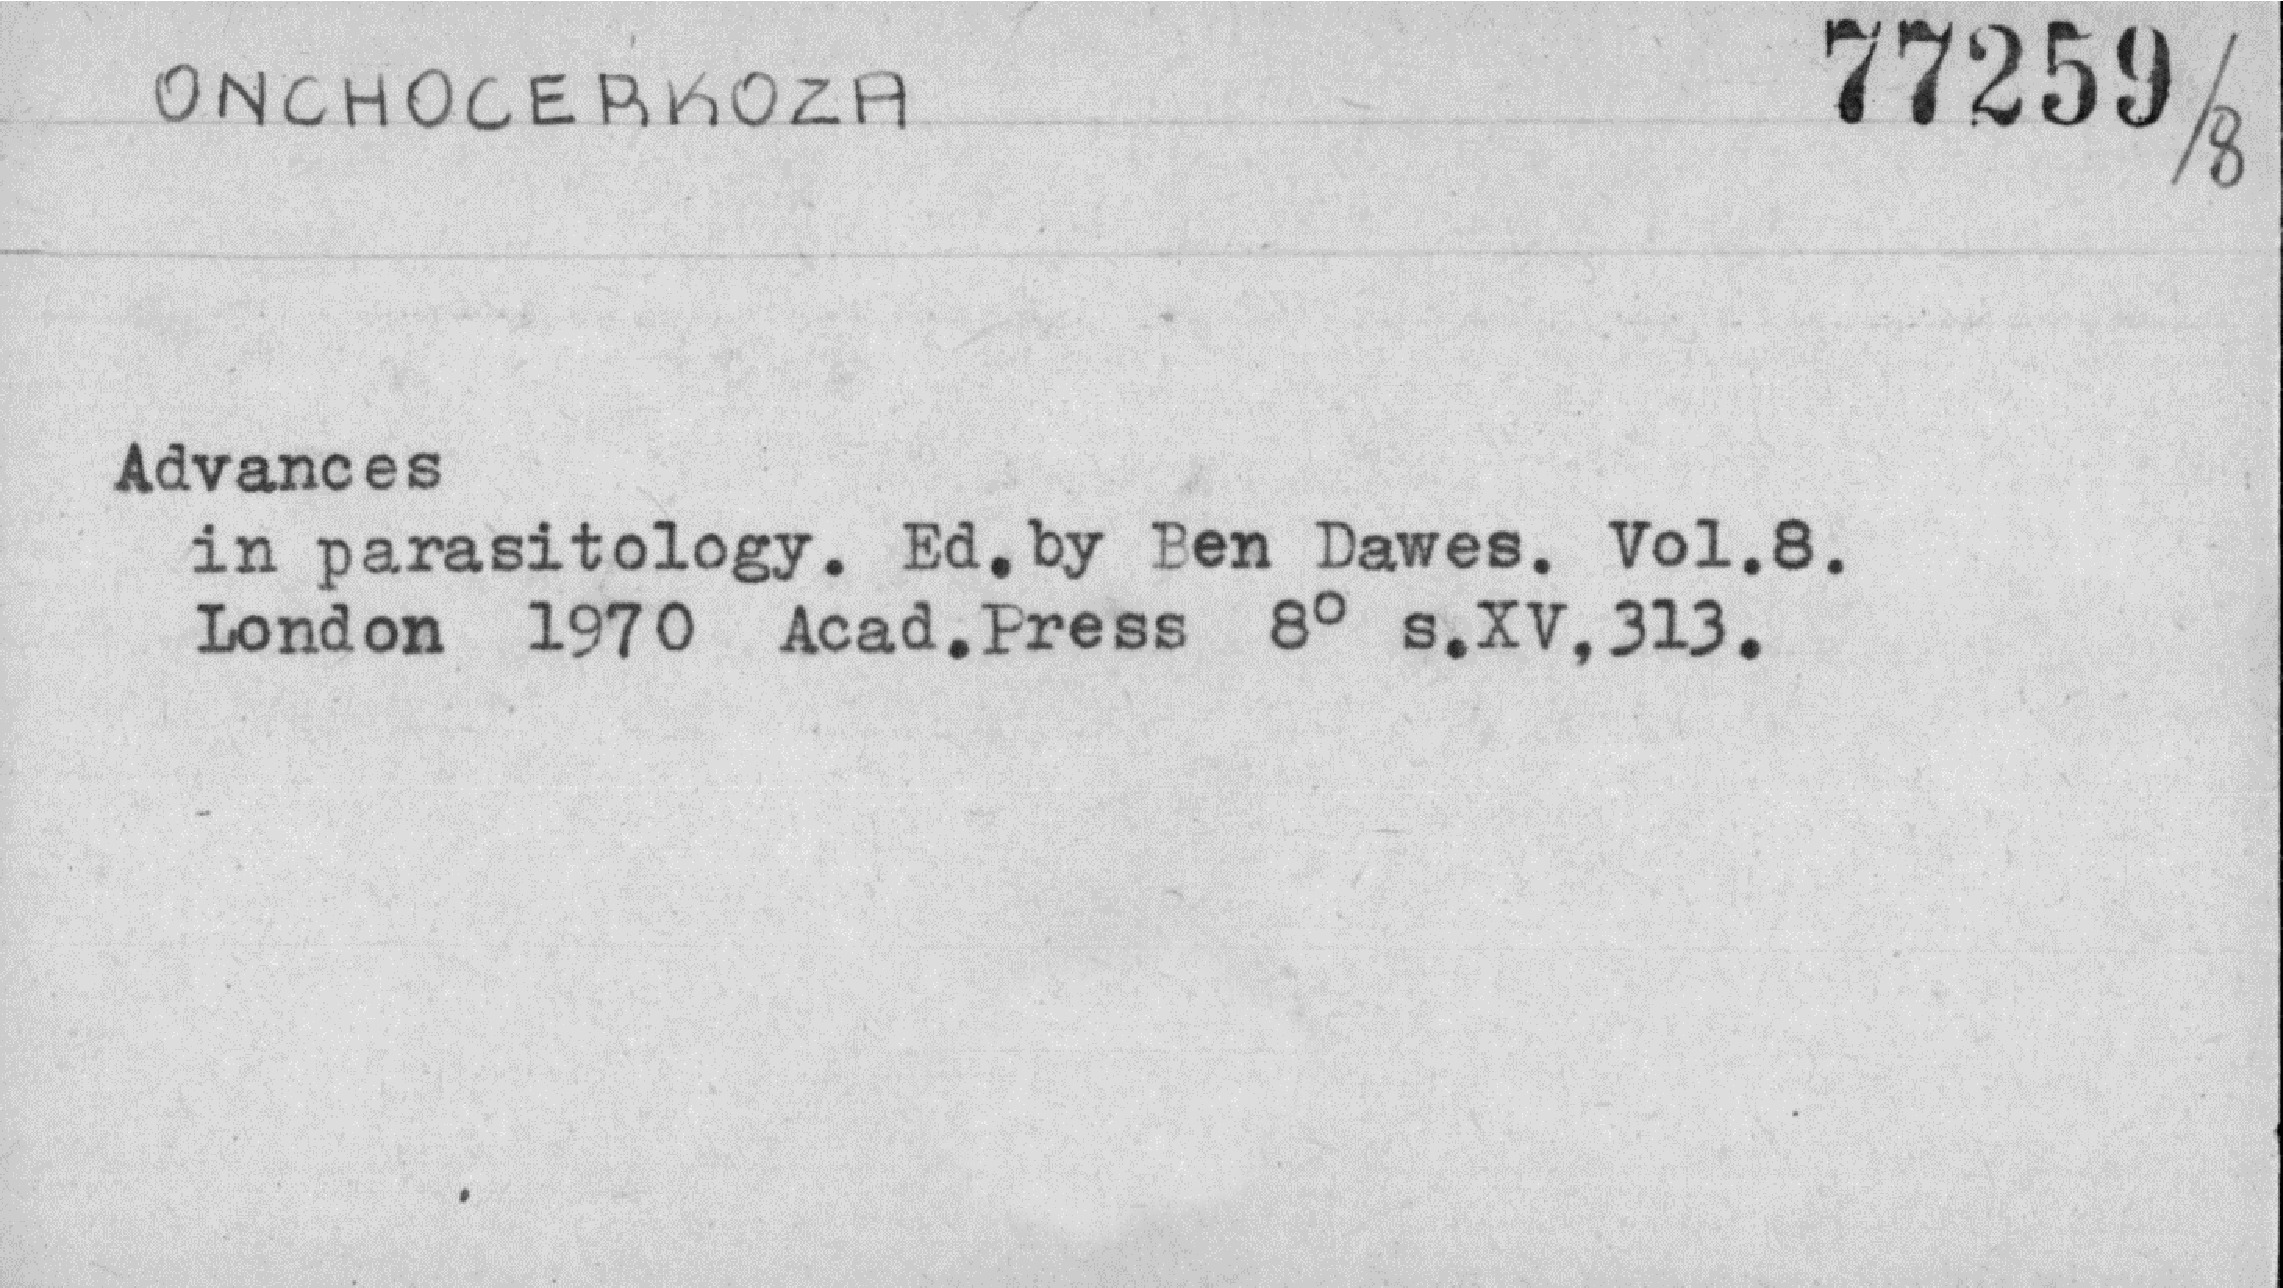 ONCHOCERKOZA
77259/8
Advances
in parasitology. Ed.by Ben Dawes. Vol.8.
London 1970 Acad.Press 8° s.XV,313.